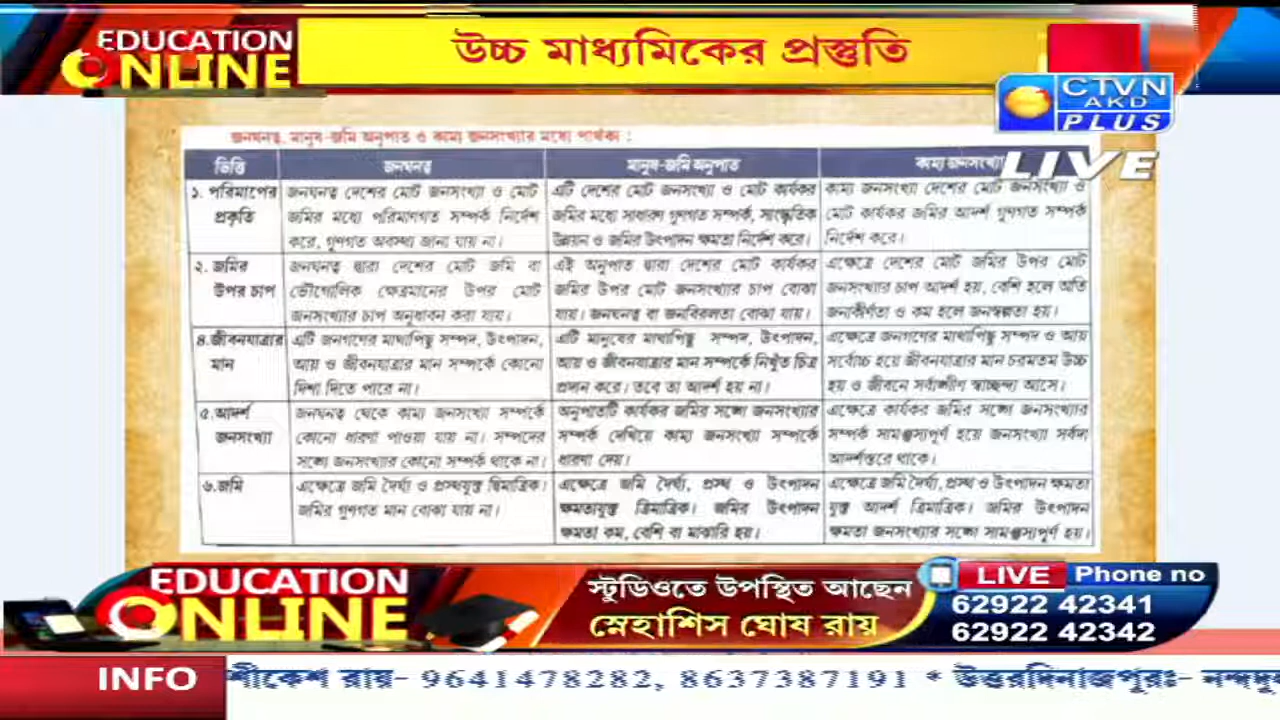 EDUCATION
ONLINE
উচ্চ মাধ্যমিকের প্রস্তুতি
CTVN
AKD
PLUS
LIVE
জনঘনত্ব, মানুষ-জমি অনুপাত ও কাম্য জনসংখ্যার মধ্যে পার্থক্য :
ভিত্তি জনঘনত্ব মানুষ-জমি অনুপাত কাম্য জনসংখ্যা
১. পরিমাপের জনঘনত্ব দেশের মোট জনসংখ্যা ও মোট এটি দেশের মোট জনসংখ্যা ও মোট কার্যকর কাম্য জনসংখ্যা দেশের মোট জনসংখ্যা ও
প্রকৃতি জমির মধ্যে পরিমাণগত সম্পর্ক নির্দেশ জমির মধ্যে সাধারণ গুণগত সম্পর্ক, সাংস্কৃতিক মোট কার্যকর জমির আদর্শ গুণগত সম্পর্ক
করে, গুণগত অবস্থা জানা যায় না। উন্নয়ন ও জমির উৎপাদন ক্ষমতা নির্দেশ করে। নির্দেশ করে।
২. জমির জনঘনত্ব দ্বারা দেশের মোট জমি বা এই অনুপাত দ্বারা দেশের মোট কার্যকর এক্ষেত্রে দেশের মোট জমির উপর মোট
উপর চাপ ভৌগোলিক ক্ষেত্রমানের উপর মোট জমির উপর মোট জনসংখ্যার চাপ বোঝা জনসংখ্যার চাপ আদর্শ হয়, বেশি হলে অতি
জনসংখ্যার চাপ অনুধাবন করা যায়। যায়। জনঘনত্ব বা জনবিরলতা বোঝা যায়। জনাকীর্ণতা ও কম হলে জনস্বল্পতা হয়।
৪.জীবনযাত্রার এটি জনগণের মাথাপিছু সম্পদ, উৎপাদন, এটি মানুষের মাথাপিছু সম্পদ, উৎপাদন, এক্ষেত্রে জনগণের মাথাপিছু সম্পদ ও আয়
মান আয় ও জীবনযাত্রার মান সম্পর্কে কোনো আয় ও জীবনযাত্রার মান সম্পর্কে নিখুঁত চিত্র সর্বোচ্চ হয়ে জীবনযাত্রার মান চরমতম উচ্চ
দিশা দিতে পারে না। প্রদান করে। তবে তা আদর্শ হয় না। হয় ও জীবনে সর্বাঙ্গীণ স্বাচ্ছন্দ্য আসে।
৫.আদর্শ জনঘনত্ব থেকে কাম্য জনসংখ্যা সম্পর্কে অনুপাতটি কার্যকর জমির সঙ্গে জনসংখ্যার এক্ষেত্রে কার্যকর জমির সঙ্গে জনসংখ্যার
জনসংখ্যা কোনো ধারণা পাওয়া যায় না। সম্পদের সম্পর্ক দেখিয়ে কাম্য জনসংখ্যা সম্পর্কে সম্পর্ক সামঞ্জস্যপূর্ণ হয়ে জনসংখ্যা সর্বদা
সঙ্গে জনসংখ্যার কোনো সম্পর্ক থাকে না। ধারণা দেয়। আদর্শস্তরে থাকে।
৬.জমি এক্ষেত্রে জমি দৈর্ঘ্য ও প্রস্থযুক্ত দ্বিমাত্রিক। এক্ষেত্রে জমি দৈর্ঘ্য, প্রস্থ ও উৎপাদন এক্ষেত্রে জমি দৈর্ঘ্য, প্রস্থ ও উৎপাদন ক্ষমতা
জমির গুণগত মান বোঝা যায় না। ক্ষমতাযুক্ত ত্রিমাত্রিক। জমির উৎপাদন যুক্ত আদর্শ ত্রিমাত্রিক। জমির উৎপাদন
ক্ষমতা কম, বেশি বা মাঝারি হয়। ক্ষমতা জনসংখ্যার সঙ্গে সামঞ্জস্যপূর্ণ হয়।
EDUCATION
ONLINE
স্টুডিওতে উপস্থিত আছেন
স্নেহাশিস ঘোষ রায়
LIVE Phone no
62922 42341
62922 42342
INFO শীকেশ রায়- 9641478282, 8637387191 * উত্তরদিনাজপুরঃ- নন্দদু